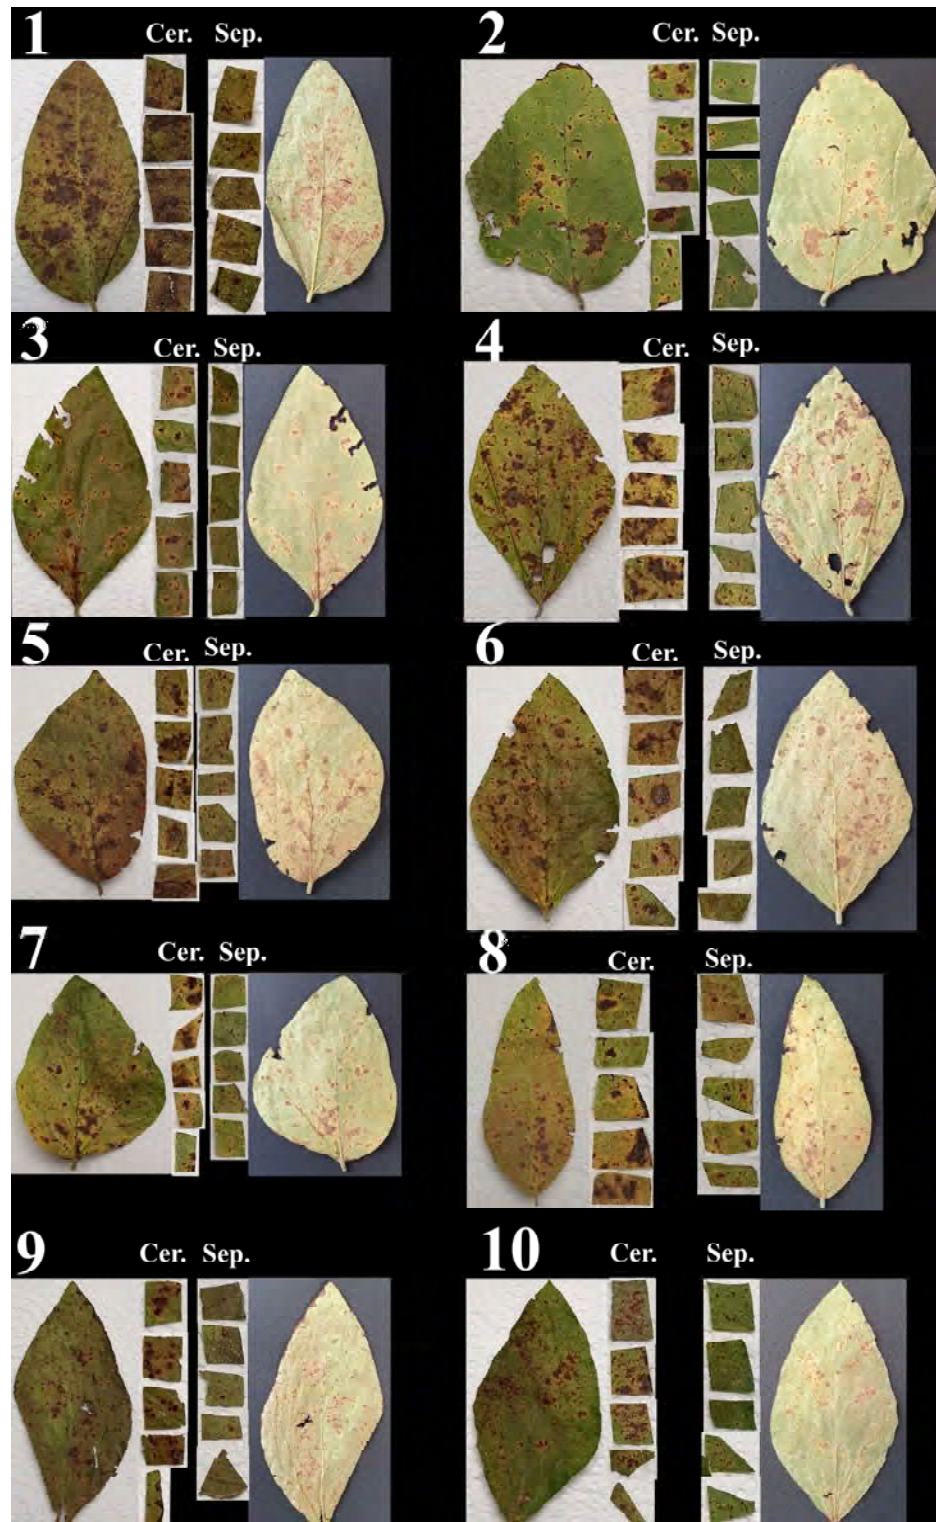 1 Cer. Sep.
2 Cer. Sep.
3 Cer. Sep.
4 Cer. Sep.
5 Cer. Sep.
6 Cer. Sep.
7 Cer. Sep.
8 Cer. Sep.
9 Cer. Sep.
10 Cer. Sep.